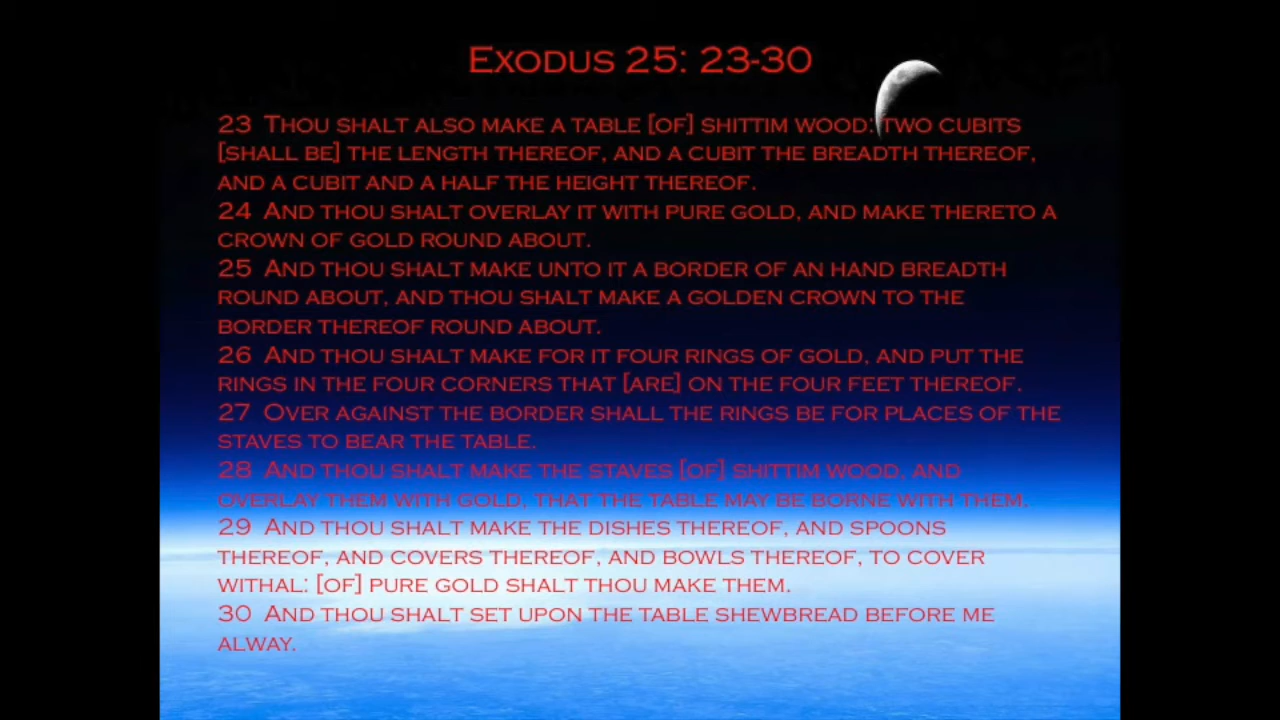 Exodus 25: 23-30
23 Thou shalt also make a table [of] shittim wood: two cubits
[shall be] the length thereof, and a cubit the breadth thereof,
and a cubit and a half the height thereof.
24 And thou shalt overlay it with pure gold, and make thereto a
crown of gold round about.
25 And thou shalt make unto it a border of an hand breadth
round about, and thou shalt make a golden crown to the
border thereof round about.
26 And thou shalt make for it four rings of gold, and put the
rings in the four corners that [are] on the four feet thereof.
27 Over against the border shall the rings be for places of the
staves to bear the table.
28 And thou shalt make the staves [of] shittim wood, and
overlay them with gold, that the table may be borne with them.
29 And thou shalt make the dishes thereof, and spoons
thereof, and covers thereof, and bowls thereof, to cover
withal: [of] pure gold shalt thou make them.
30 And thou shalt set upon the table shewbread before me
alway.